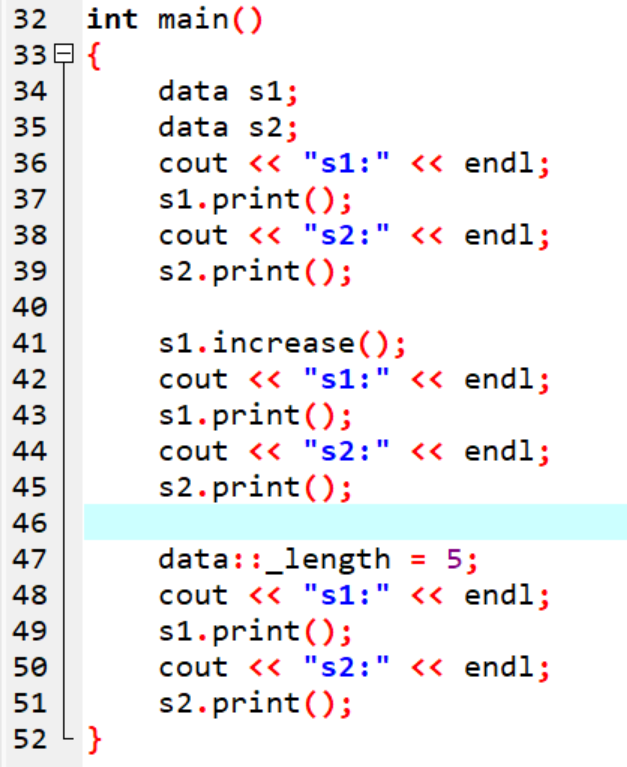 32 int main()
33 {
34     data s1;
35     data s2;
36     cout << "s1:" << endl;
37     s1.print();
38     cout << "s2:" << endl;
39     s2.print();
40
41     s1.increase();
42     cout << "s1:" << endl;
43     s1.print();
44     cout << "s2:" << endl;
45     s2.print();
46
47     data::_length = 5;
48     cout << "s1:" << endl;
49     s1.print();
50     cout << "s2:" << endl;
51     s2.print();
52 }